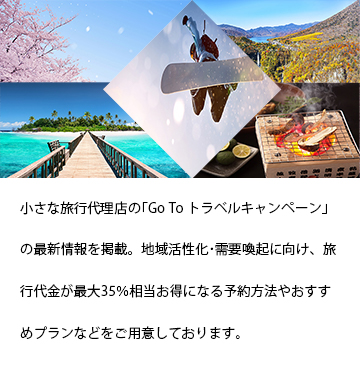 小さな旅行代理店の｢Go To トラベルキャンペーン｣
の最新情報を掲載。地域活性化･需要喚起に向け、旅
行代金が最大35%相当お得になる予約方法やおすす
めプランなどをご用意しております。